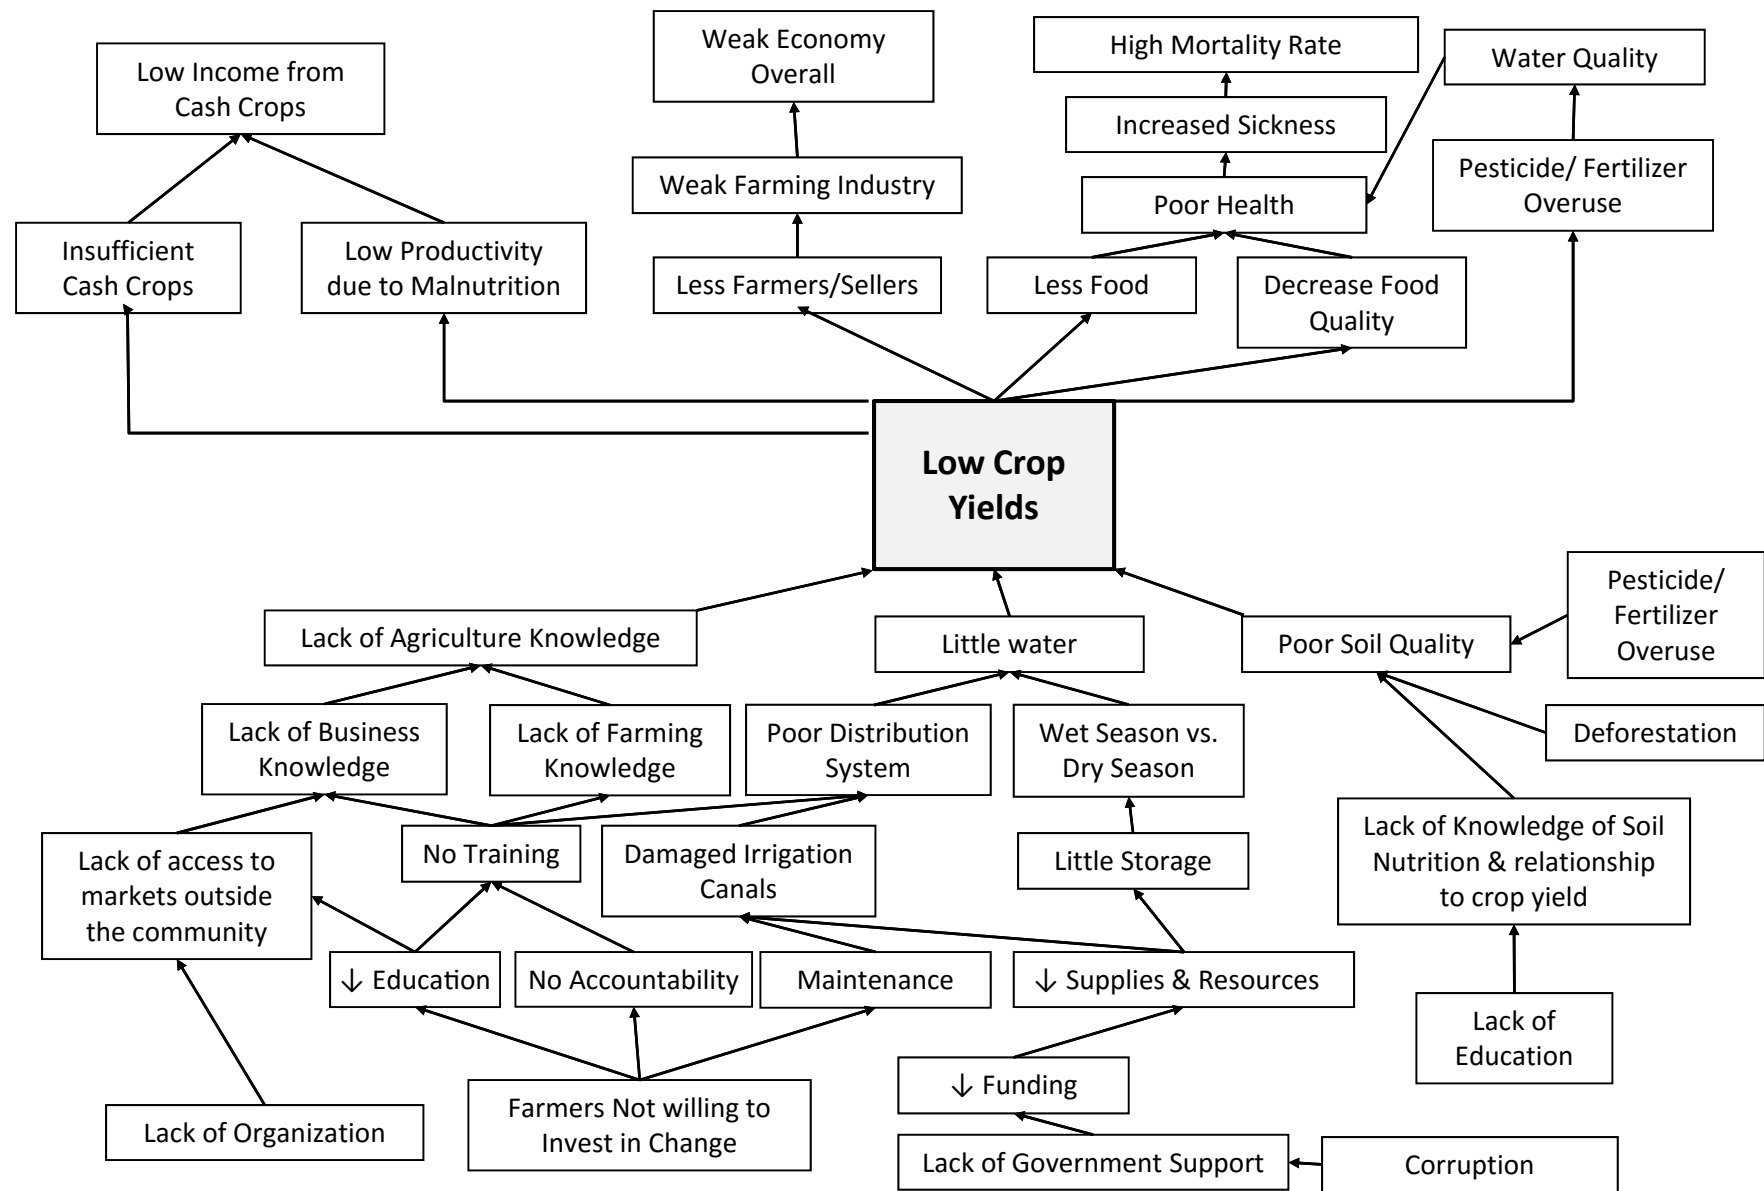 Low Income from
Cash Crops
Weak Economy
Overall
High Mortality Rate
Water Quality
Increased Sickness
Weak Farming Industry
Poor Health
Pesticide/ Fertilizer
Overuse
Insufficient
Cash Crops
Low Productivity
due to Malnutrition
Less Farmers/Sellers
Less Food
Decrease Food
Quality
Low Crop
Yields
Lack of Agriculture Knowledge
Little water
Poor Soil Quality
Pesticide/
Fertilizer
Overuse
Lack of Business
Knowledge
Lack of Farming
Knowledge
Poor Distribution
System
Wet Season vs.
Dry Season
Deforestation
Lack of access to
markets outside
the community
No Training
Damaged Irrigation
Canals
Little Storage
Lack of Knowledge of Soil
Nutrition & relationship
to crop yield
↓ Education
No Accountability
Maintenance
↓ Supplies & Resources
Lack of
Education
Lack of Organization
Farmers Not willing to
Invest in Change
↓ Funding
Lack of Government Support
Corruption